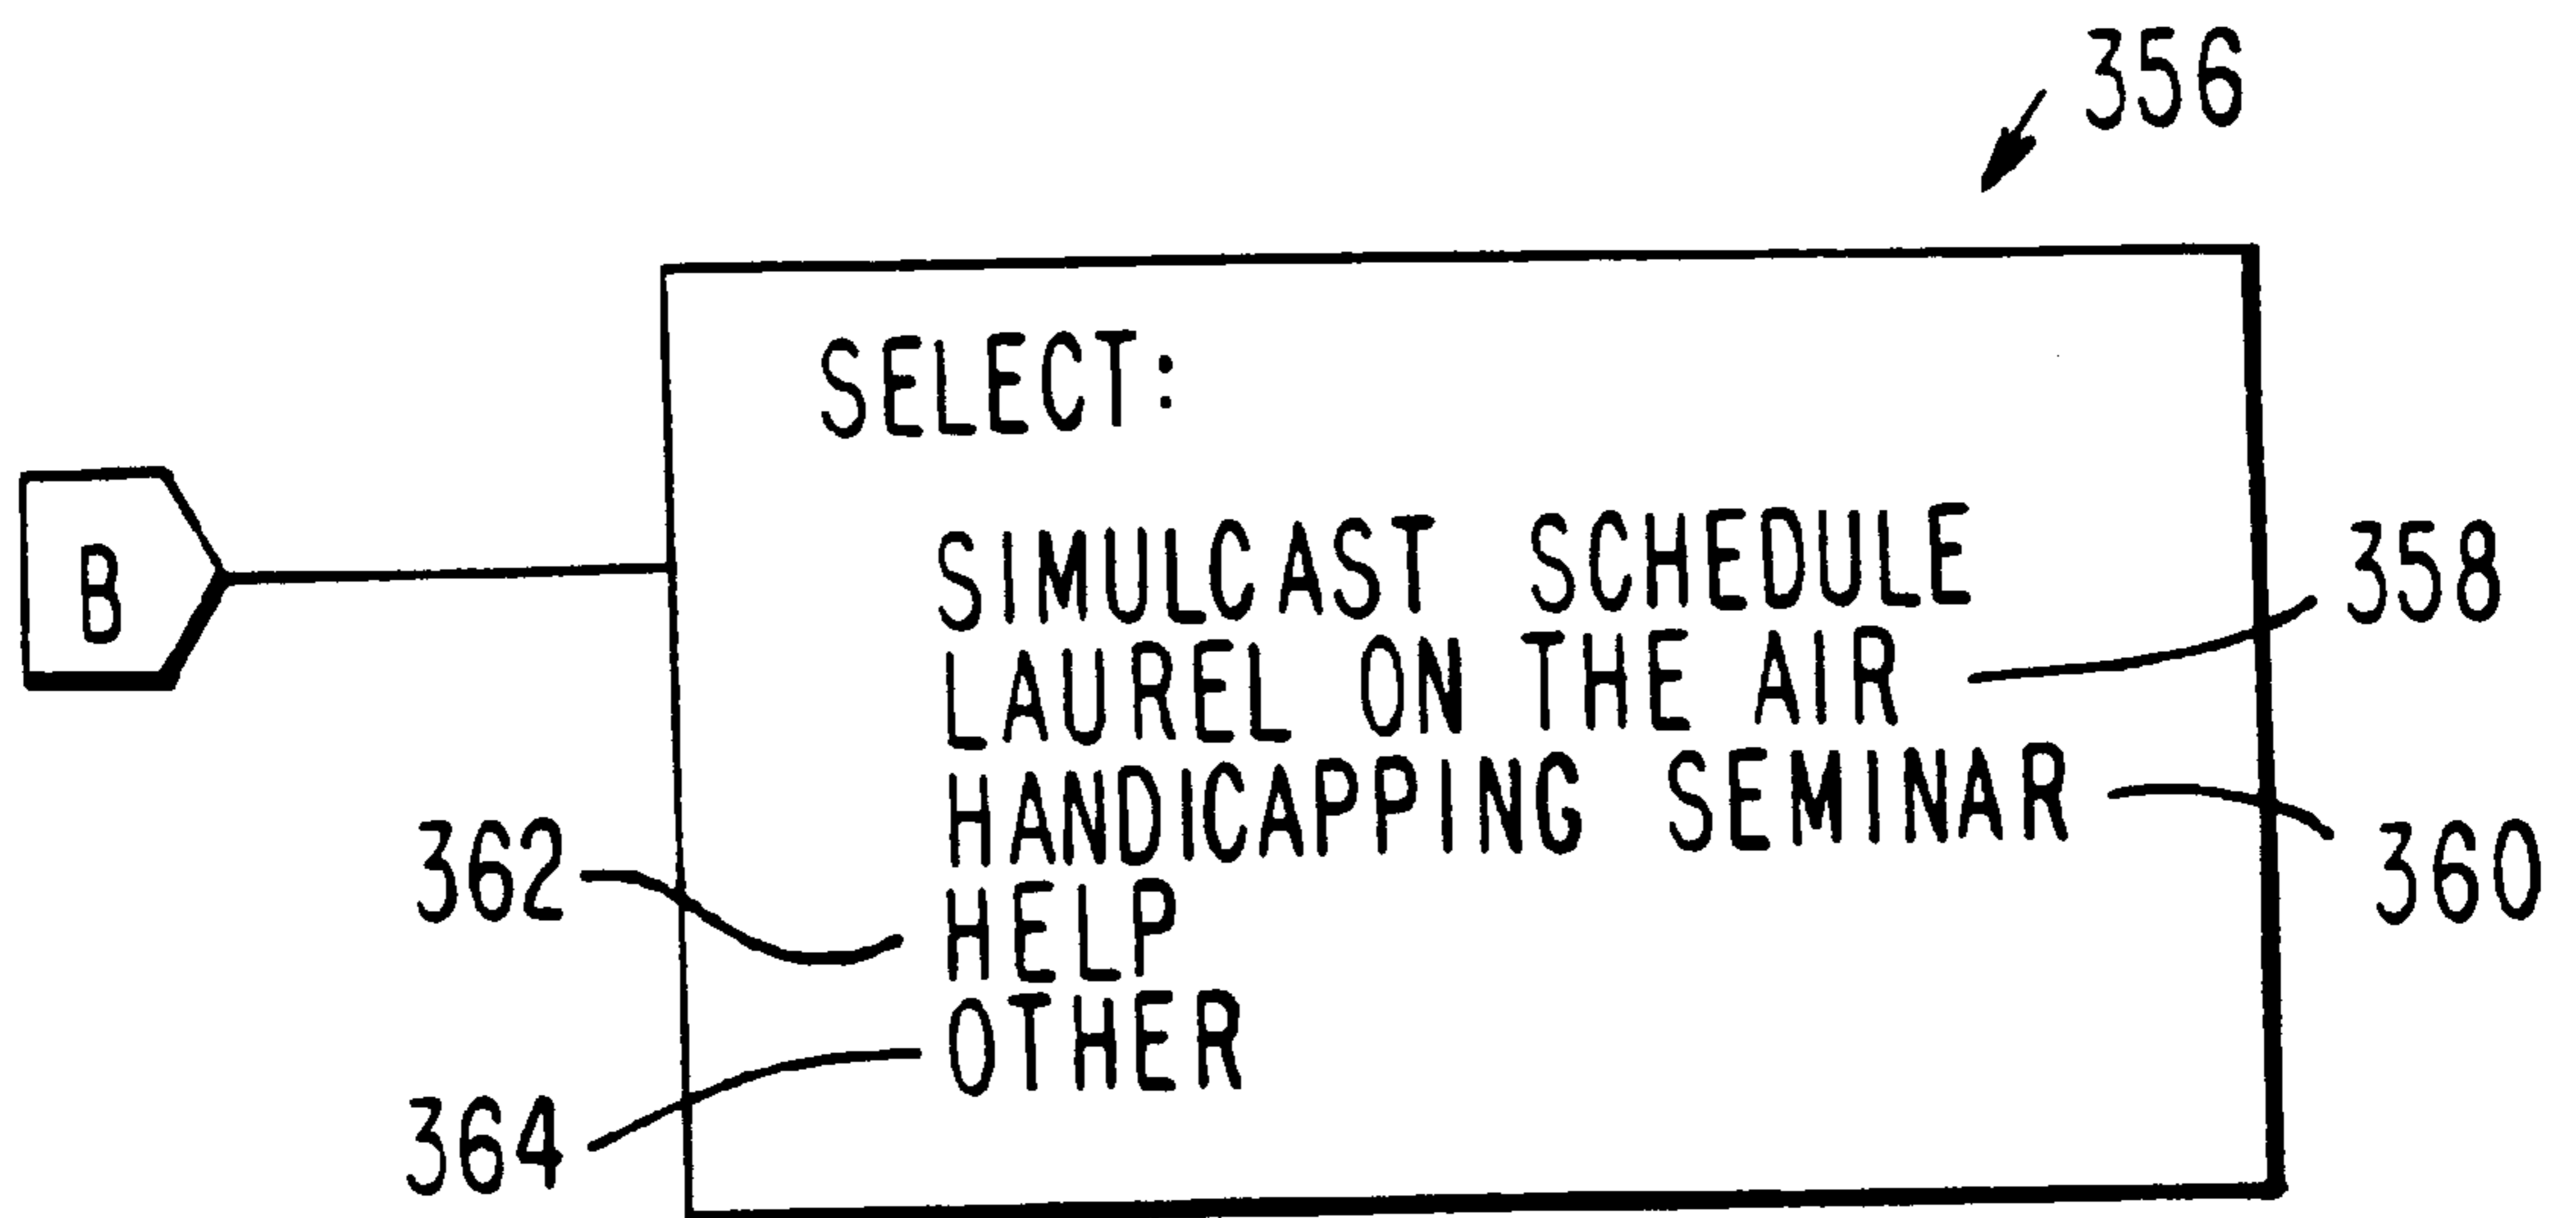 356
SELECT:
B
SIMULCAST SCHEDULE
LAUREL ON THE AIR
358
HANDICAPPING SEMINAR
360
362
HELP
OTHER
364